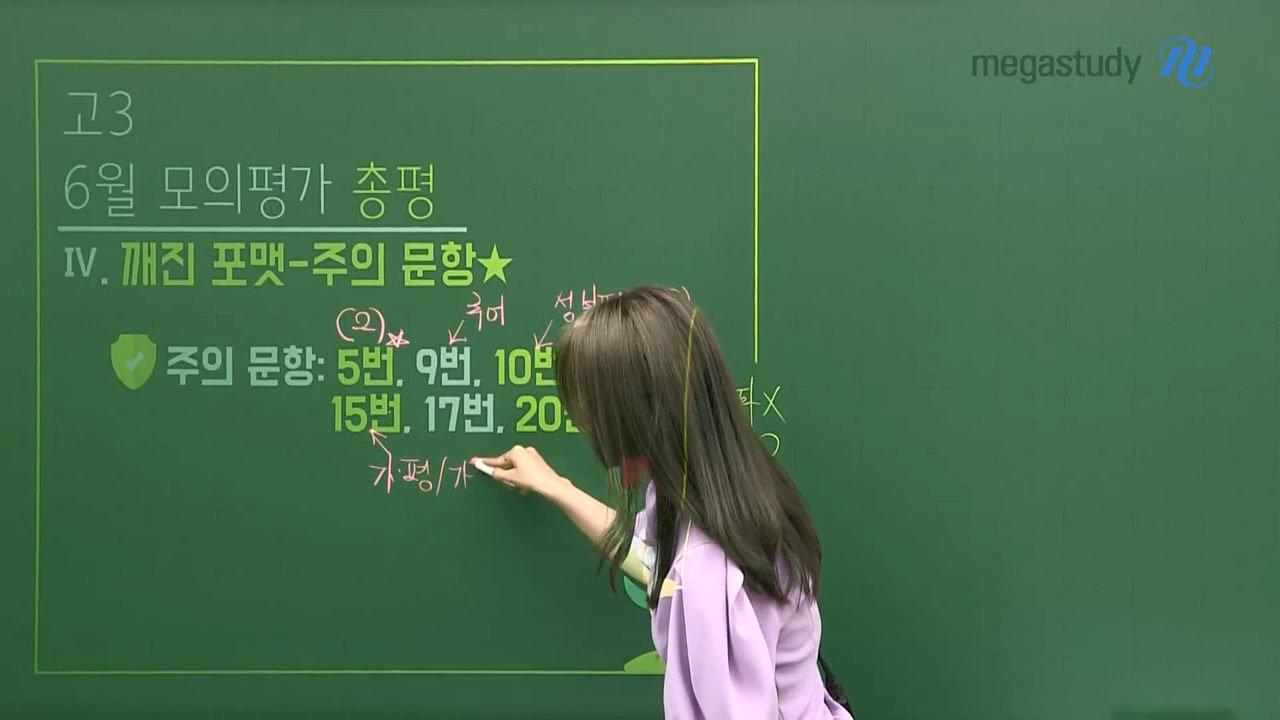 megastudy
고3
6월 모의평가 총평
Ⅳ. 깨진 포맷-주의 문항★
(오)☆ 추어
주의 문항: 5번, 9번, 10번
15번, 17번, 20
X
가·평/가